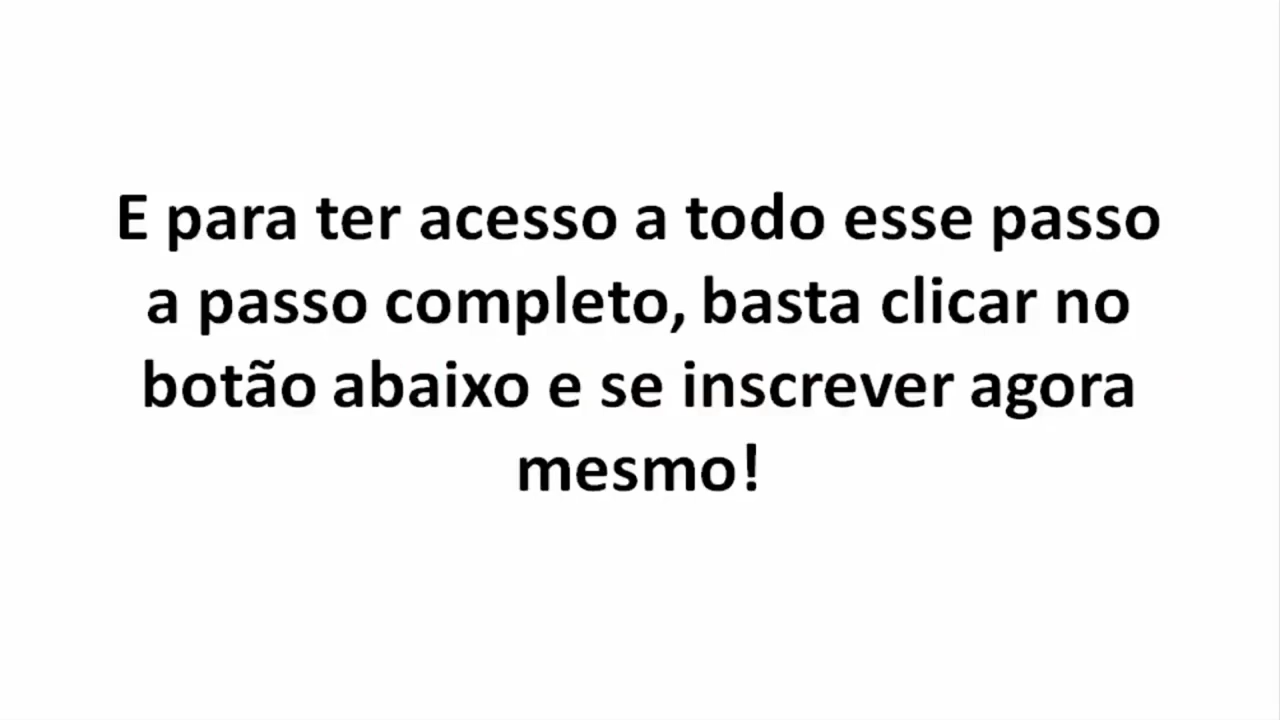 E para ter acesso a todo esse passo
a passo completo, basta clicar no
botão abaixo e se inscrever agora
mesmo!